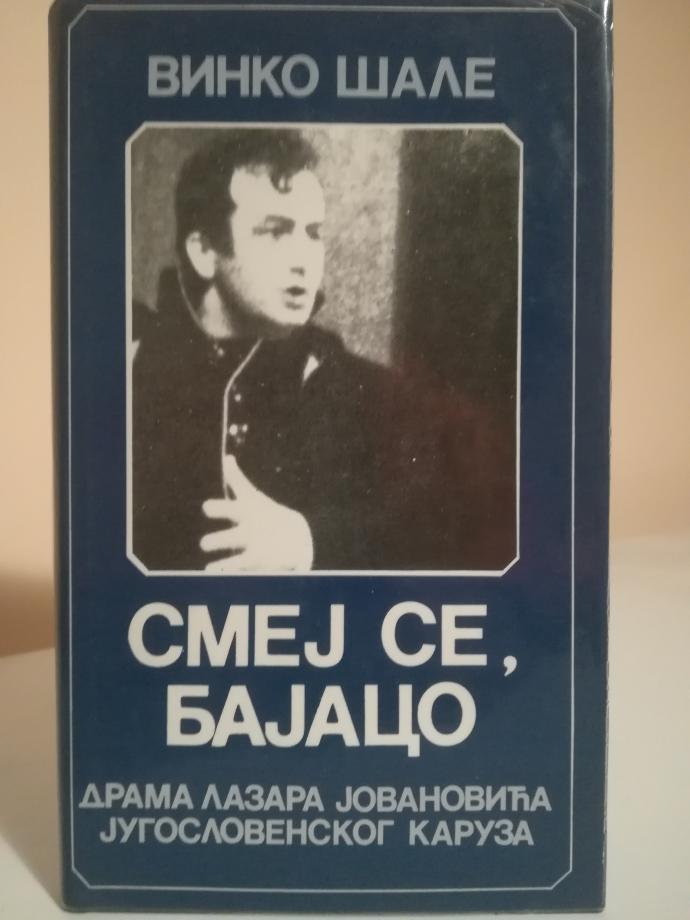 ВИНКО ШАЛЕ
СМЕЈ СЕ,
БАЈАЦО
ДРАМА ЛАЗАРА ЈОВАНОВИЋА
ЈУГОСЛОВЕНСКОГ КАРУЗА